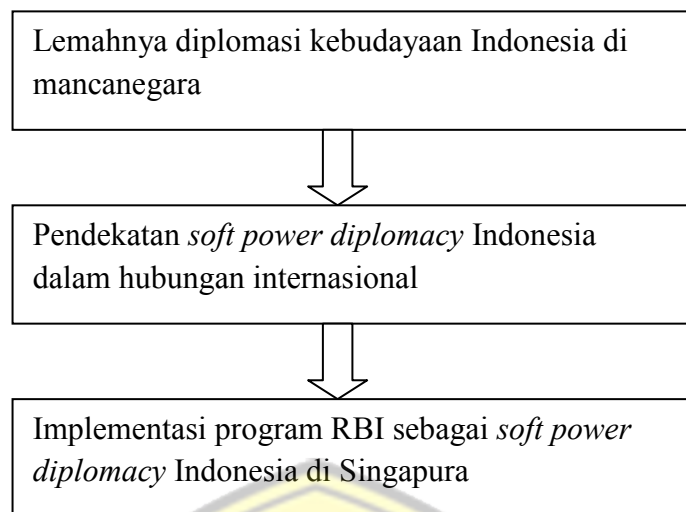 Lemahnya diplomasi kebudayaan Indonesia di
mancanegara
Pendekatan soft power diplomacy Indonesia
dalam hubungan internasional
Implementasi program RBI sebagai soft power
diplomacy Indonesia di Singapura